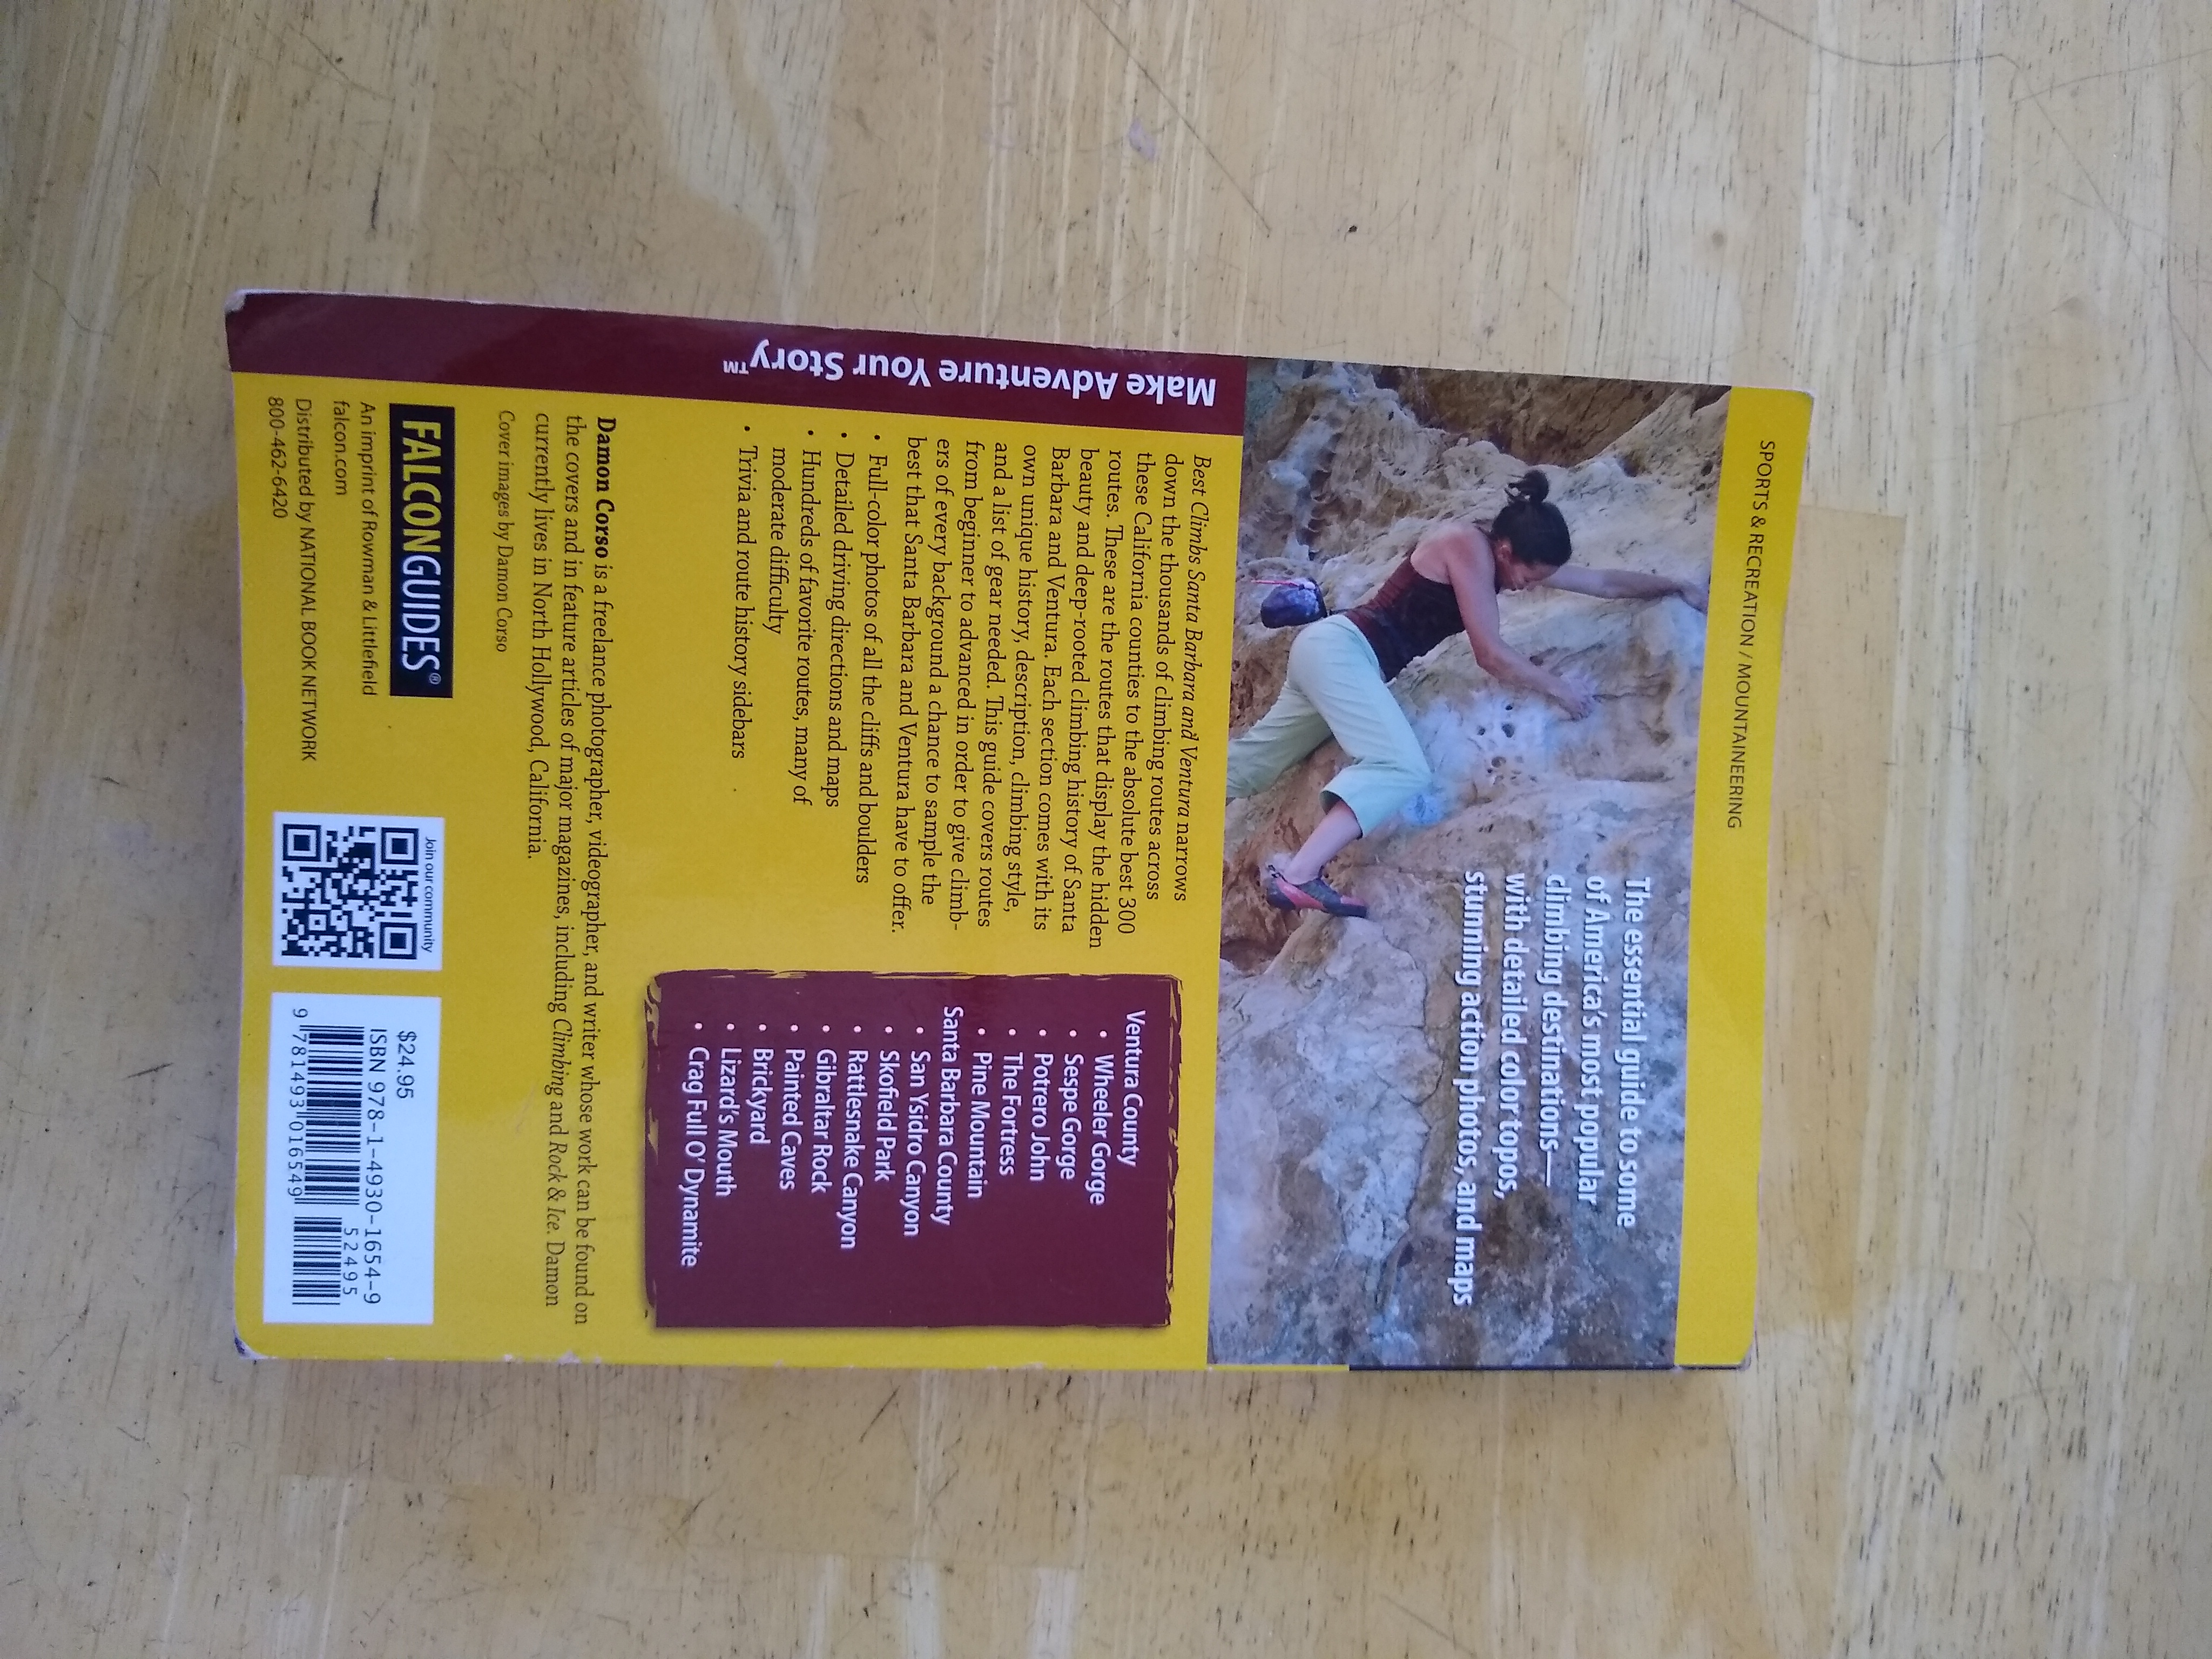 SPORTS & RECREATION / MOUNTAINEERING
The essential guide to some
of America's most popular
climbing destinations—
with detailed color topos,
stunning action photos, and maps
Best Climbs Santa Barbara and Ventura narrows
down the thousands of climbing routes across
these California counties to the absolute best 300
routes. These are the routes that display the hidden
beauty and deep-rooted climbing history of Santa
Barbara and Ventura. Each section comes with its
own unique history, description, climbing style,
and a list of gear needed. This guide covers routes
from beginner to advanced in order to give climb-
ers of every background a chance to sample the
best that Santa Barbara and Ventura have to offer.
• Full-color photos of all the cliffs and boulders
• Detailed driving directions and maps
• Hundreds of favorite routes, many of
moderate difficulty
• Trivia and route history sidebars
Ventura County
• Wheeler Gorge
• Sespe Gorge
• Potrero John
• The Fortress
• Pine Mountain
Santa Barbara County
• San Ysidro Canyon
• Skofield Park
• Rattlesnake Canyon
• Gibraltar Rock
• Painted Caves
• Brickyard
• Lizard's Mouth
• Crag Full O' Dynamite
Damon Corso is a freelance photographer, videographer, and writer whose work can be found on
the covers and in feature articles of major magazines, including Climbing and Rock & Ice. Damon
currently lives in North Hollywood, California.
Cover images by Damon Corso
FALCONGUIDES®
An imprint of Rowman & Littlefield
falcon.com
Distributed by NATIONAL BOOK NETWORK
800-462-6420
Join our community
$24.95
ISBN 978-1-4930-1654-9
52495
9 781493 016549
Make Adventure Your Story™